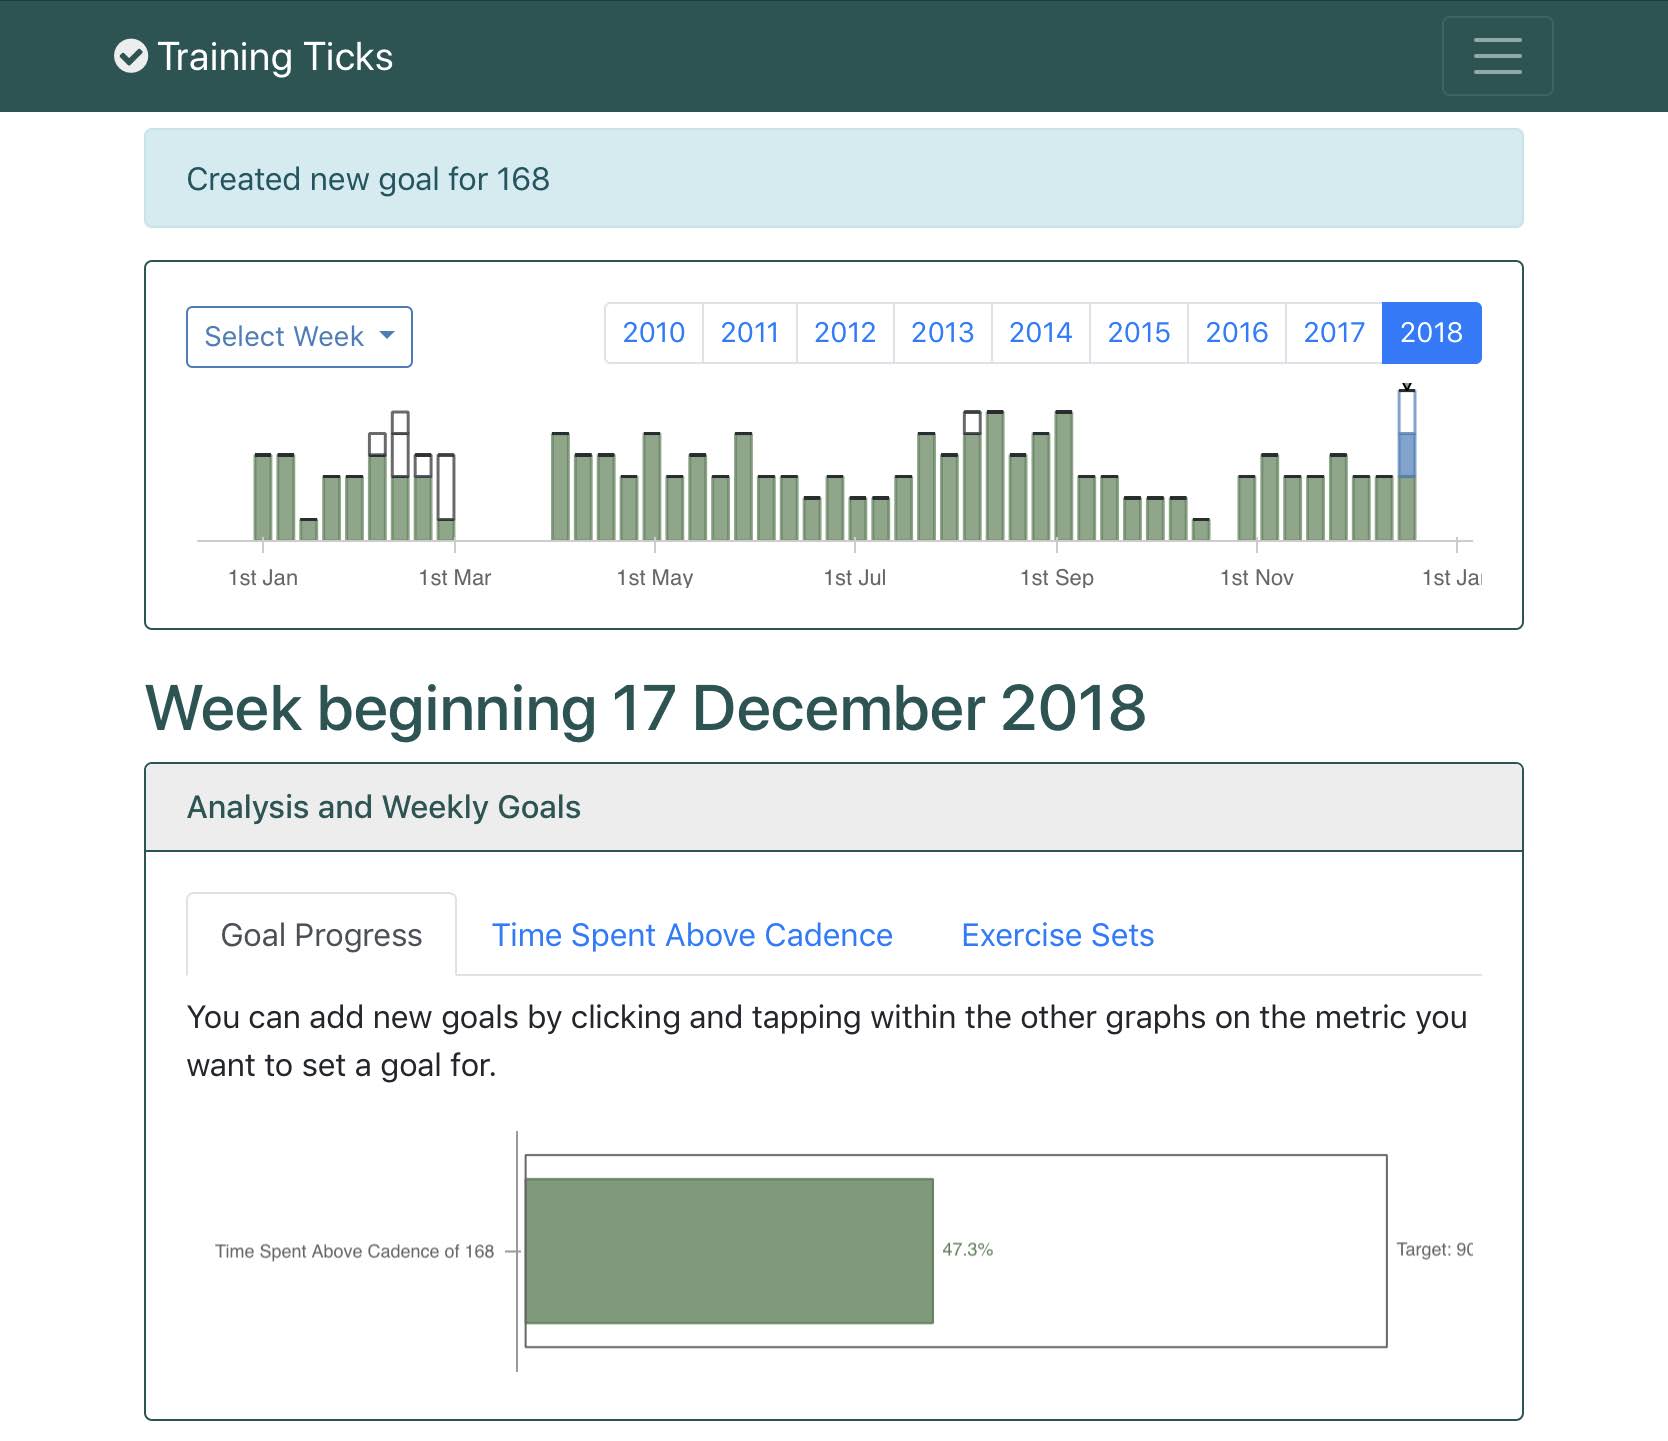 Training Ticks
Created new goal for 168
Select Week
2010 2011 2012 2013 2014 2015 2016 2017 2018
1st Jan 1st Mar 1st May 1st Jul 1st Sep 1st Nov 1st Ja
Week beginning 17 December 2018
Analysis and Weekly Goals
Goal Progress Time Spent Above Cadence Exercise Sets
You can add new goals by clicking and tapping within the other graphs on the metric you
want to set a goal for.
Time Spent Above Cadence of 168 47.3% Target: 90